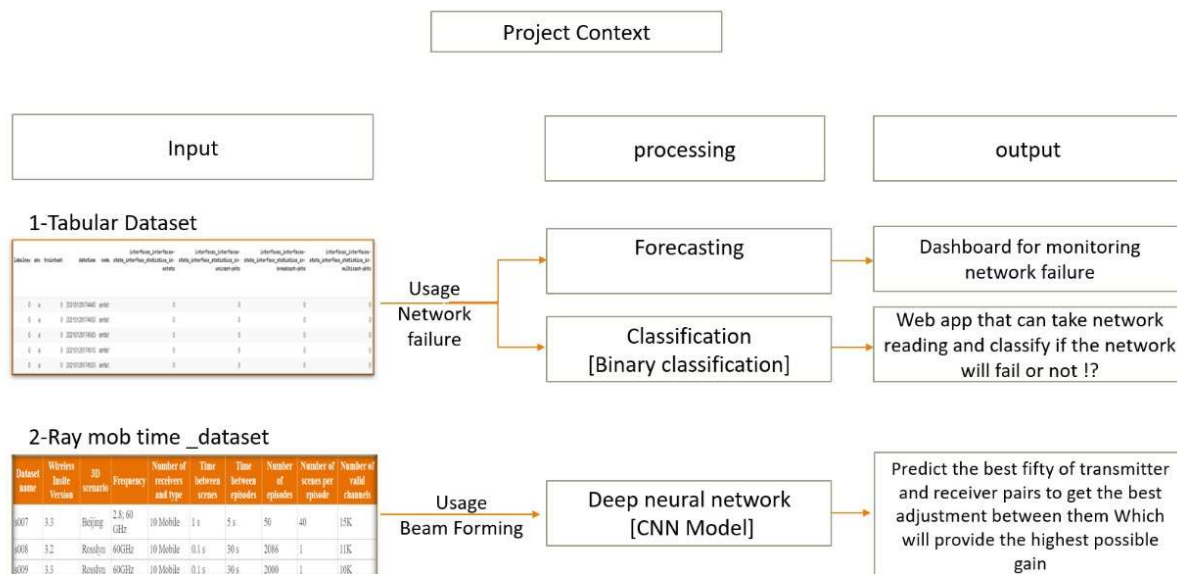 Project Context
Input
processing
output
1-Tabular Dataset
Usage
Network
failure
Forecasting
Dashboard for monitoring
network failure
Classification
[Binary classification]
Web app that can take network
reading and classify if the network
will fail or not !?
2-Ray mob time _dataset
Dataset name Wireless Insite Version 3D scenario Frequency Number of receivers and type Time between scenes Time between episodes Number of episodes Number of scenes per episode Number of valid channels
s007 3.3 Beijing 2.8; 60 GHz 10 Mobile 1 s 5 s 50 40 15K
s008 3.2 Rosslyn 60GHz 10 Mobile 0.1 s 30 s 2086 1 11K
s009 3.3 Rosslyn 60GHz 10 Mobile 0.1 s 30 s 2000 1 10K
Usage
Beam Forming
Deep neural network
[CNN Model]
Predict the best fifty of transmitter
and receiver pairs to get the best
adjustment between them Which
will provide the highest possible
gain